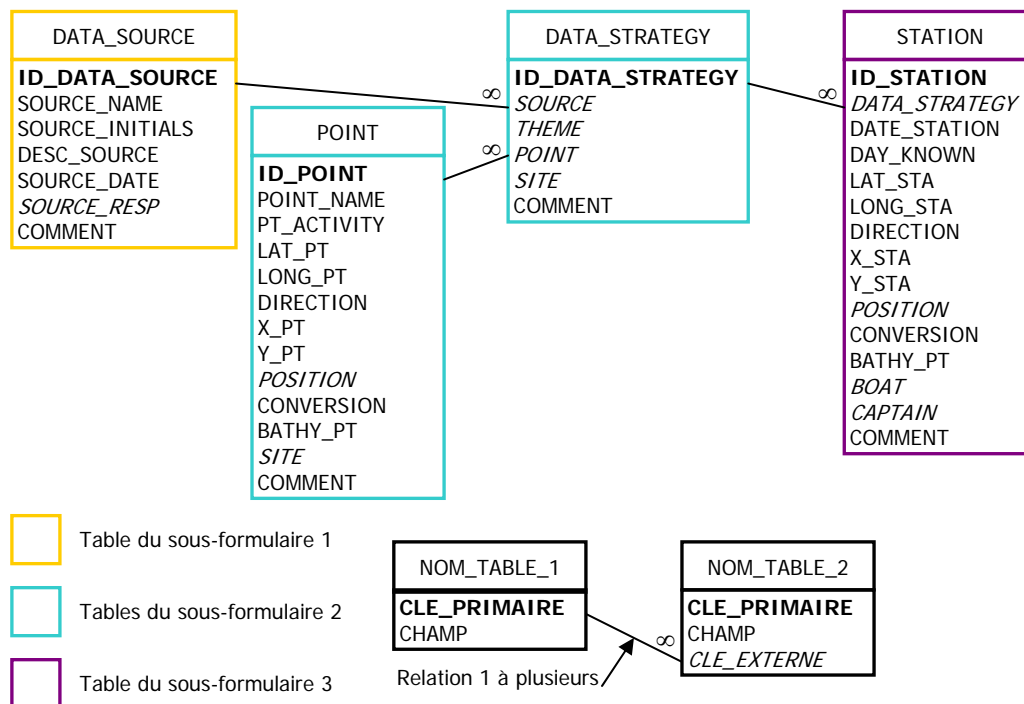 DATA_SOURCE
ID_DATA_SOURCE
SOURCE_NAME
SOURCE_INITIALS
DESC_SOURCE
SOURCE_DATE
SOURCE_RESP
COMMENT
∞
POINT
ID_POINT
POINT_NAME
PT_ACTIVITY
LAT_PT
LONG_PT
DIRECTION
X_PT
Y_PT
POSITION
CONVERSION
BATHY_PT
SITE
COMMENT
∞
DATA_STRATEGY
ID_DATA_STRATEGY
SOURCE
THEME
POINT
SITE
COMMENT
∞
STATION
ID_STATION
DATA_STRATEGY
DATE_STATION
DAY_KNOWN
LAT_STA
LONG_STA
DIRECTION
X_STA
Y_STA
POSITION
CONVERSION
BATHY_PT
BOAT
CAPTAIN
COMMENT
Table du sous-formulaire 1
Tables du sous-formulaire 2
Table du sous-formulaire 3
NOM_TABLE_1
CLE_PRIMAIRE
CHAMP
∞
Relation 1 à plusieurs
NOM_TABLE_2
CLE_PRIMAIRE
CHAMP
CLE_EXTERNE